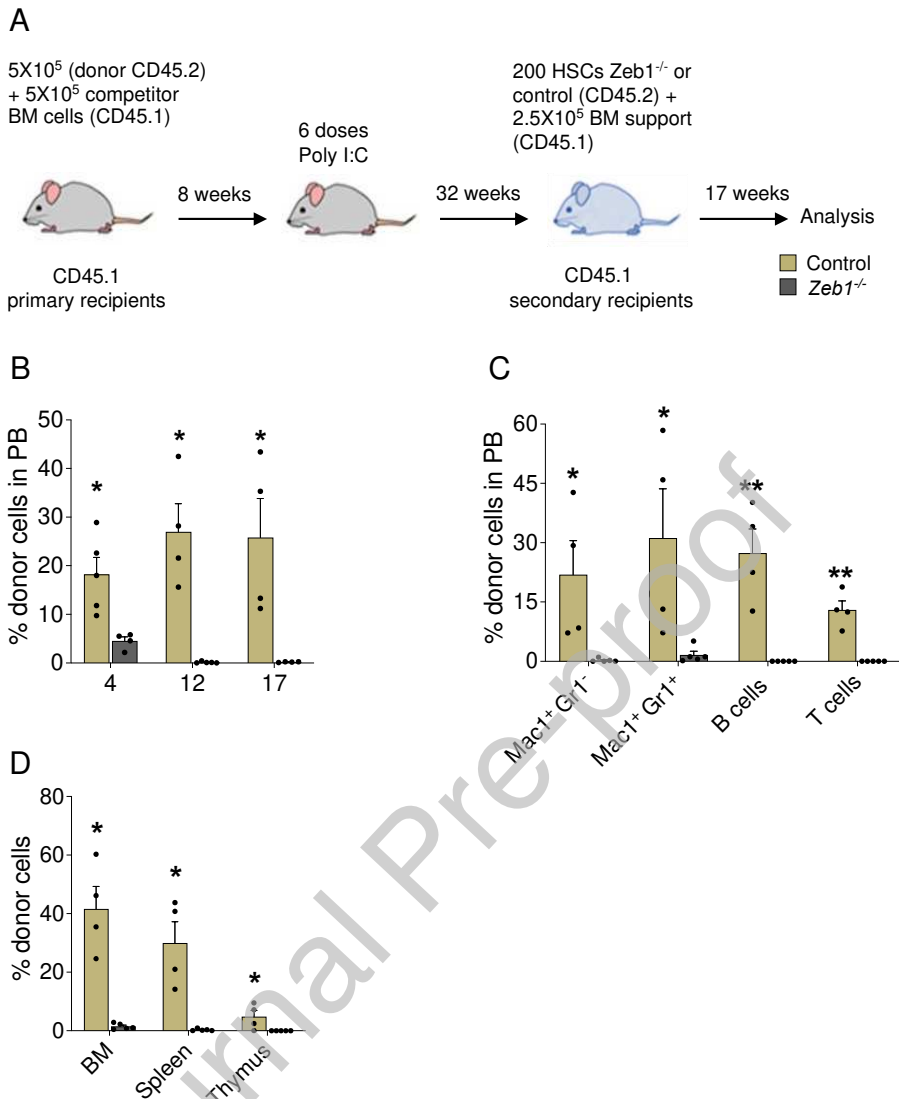 A
5X10⁵ (donor CD45.2)
+ 5X10⁵ competitor
BM cells (CD45.1)
6 doses
Poly I:C
200 HSCs Zeb1⁻/⁻ or
control (CD45.2) +
2.5X10⁵ BM support
(CD45.1)
8 weeks
32 weeks
17 weeks
Analysis
CD45.1
primary recipients
CD45.1
secondary recipients
Control
Zeb1⁻/⁻
B
% donor cells in PB
50
40
30
20
10
0
* * *
4 12 17
C
% donor cells in PB
60
45
30
15
0
* * ** **
Mac1⁺ Gr1⁻
Mac1⁺ Gr1⁺
B cells
T cells
D
% donor cells
80
60
40
20
0
* * *
BM
Spleen
Thymus
rnal Pre-proof